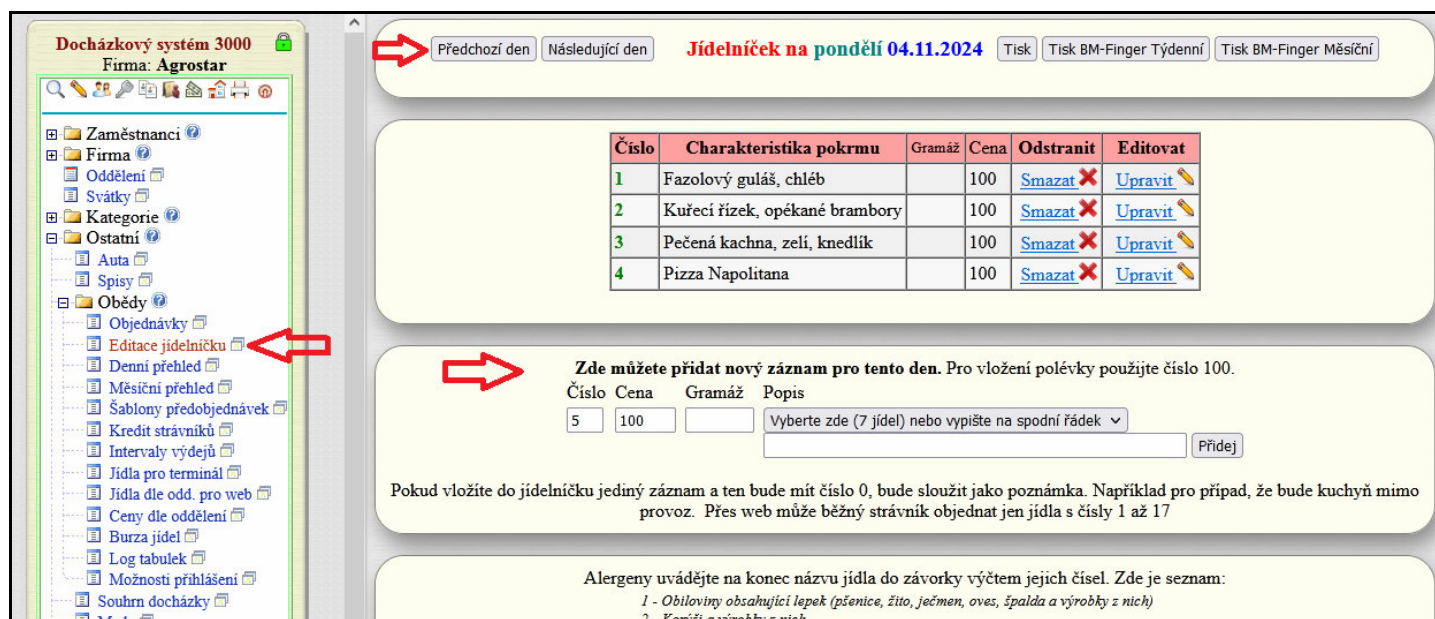 Docházkový systém 3000
Firma: Agrostar
Zaměstnanci
Firma
Oddělení
Svátky
Kategorie
Ostatní
Auta
Spisy
Obědy
Objednávky
Editace jídelníčku
Denní přehled
Měsíční přehled
Šablony předobjednávek
Kredit strávníků
Intervaly výdejů
Jídla pro terminál
Jídla dle odd. pro web
Ceny dle oddělení
Burza jídel
Log tabulek
Možnosti přihlášení
Souhrn docházky
Předchozí den Následující den Jídelníček na pondělí 04.11.2024 Tisk Tisk BM-Finger Týdenní Tisk BM-Finger Měsíční
Číslo Charakteristika pokrmu Gramáž Cena Odstranit Editovat
1 Fazolový guláš, chléb 100 Smazat Upravit
2 Kuřecí řízek, opékané brambory 100 Smazat Upravit
3 Pečená kachna, zelí, knedlík 100 Smazat Upravit
4 Pizza Napolitana 100 Smazat Upravit
Zde můžete přidat nový záznam pro tento den. Pro vložení polévky použijte číslo 100.
Číslo Cena Gramáž Popis
5 100 Vyberte zde (7 jídel) nebo vypište na spodní řádek
Přidej
Pokud vložíte do jídelníčku jediný záznam a ten bude mít číslo 0, bude sloužit jako poznámka. Například pro případ, že bude kuchyň mimo
provoz. Přes web může běžný strávník objednat jen jídla s čísly 1 až 17
Alergeny uvádějte na konec názvu jídla do závorky výčtem jejich čísel. Zde je seznam:
1 - Obiloviny obsahující lepek (pšenice, žito, ječmen, oves, špalda a výrobky z nich)
2 - Korýši a výrobky z nich